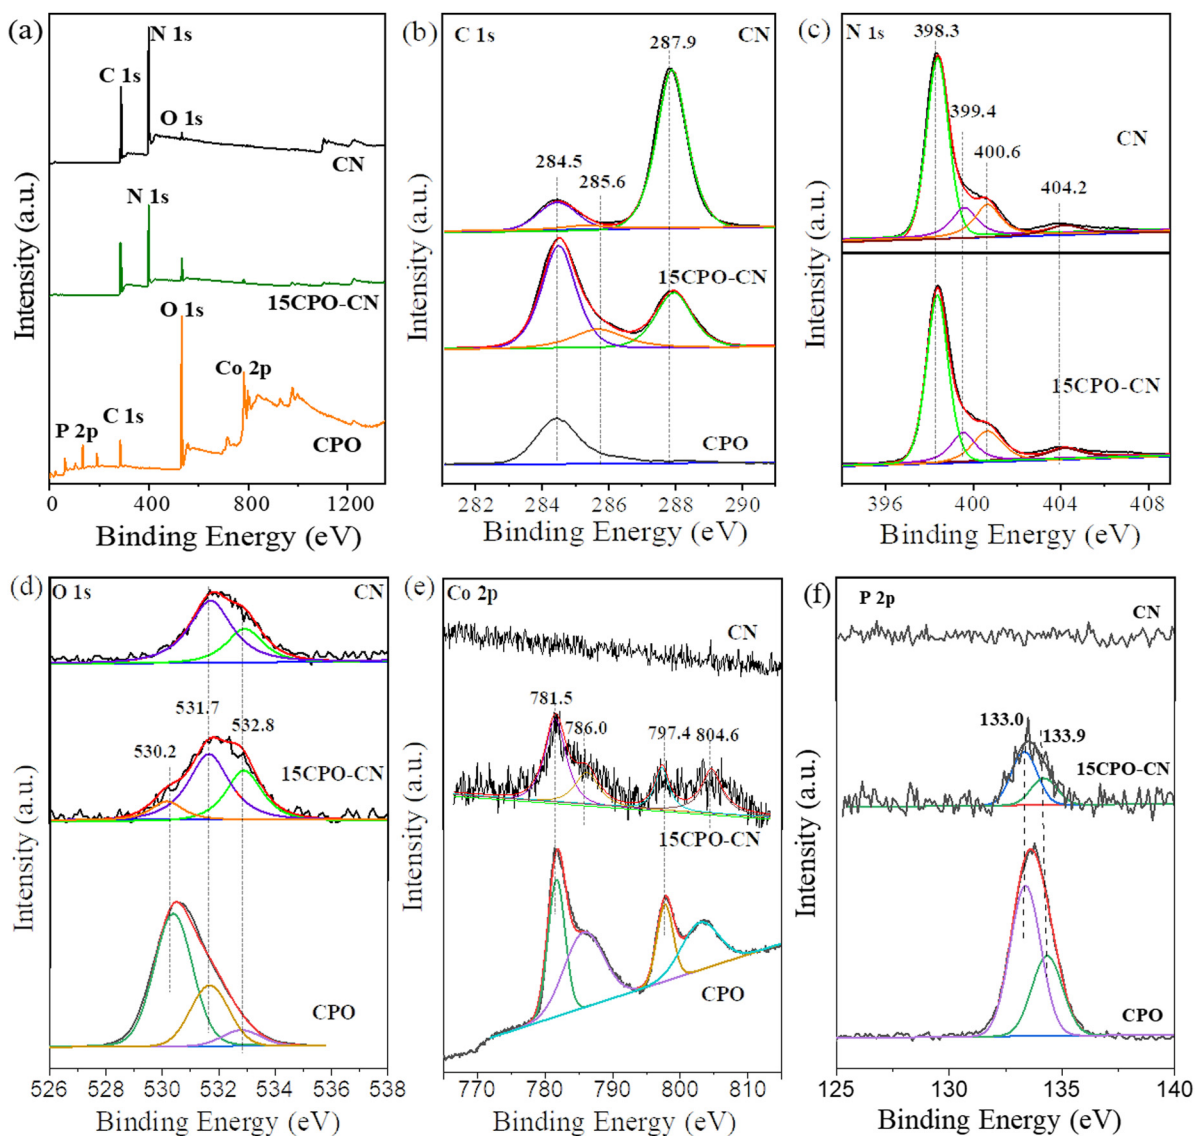 (a)
N 1s
C 1s
O 1s
CN
N 1s
15CPO-CN
O 1s
Co 2p
C 1s
P 2p
CPO
0 400 800 1200
Binding Energy (eV)
Intensity (a.u.)
(b)
C 1s
287.9
CN
284.5
285.6
15CPO-CN
CPO
282 284 286 288 290
Binding Energy (eV)
Intensity (a.u.)
(c)
N 1s
398.3
399.4
CN
400.6
404.2
15CPO-CN
396 400 404 408
Binding Energy (eV)
Intensity (a.u.)
(d)
O 1s
CN
531.7
532.8
530.2
15CPO-CN
CPO
526 528 530 532 534 536 538
Binding Energy (eV)
Intensity (a.u.)
(e)
Co 2p
CN
781.5
786.0
797.4
804.6
15CPO-CN
CPO
770 780 790 800 810
Binding Energy (eV)
Intensity (a.u.)
(f)
P 2p
CN
133.0
133.9
15CPO-CN
CPO
125 130 135 140
Binding Energy (eV)
Intensity (a.u.)